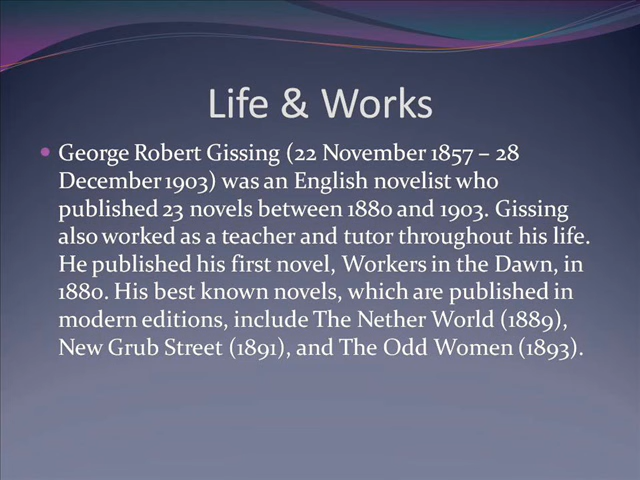 Life & Works
• George Robert Gissing (22 November 1857 – 28
December 1903) was an English novelist who
published 23 novels between 1880 and 1903. Gissing
also worked as a teacher and tutor throughout his life.
He published his first novel, Workers in the Dawn, in
1880. His best known novels, which are published in
modern editions, include The Nether World (1889),
New Grub Street (1891), and The Odd Women (1893).